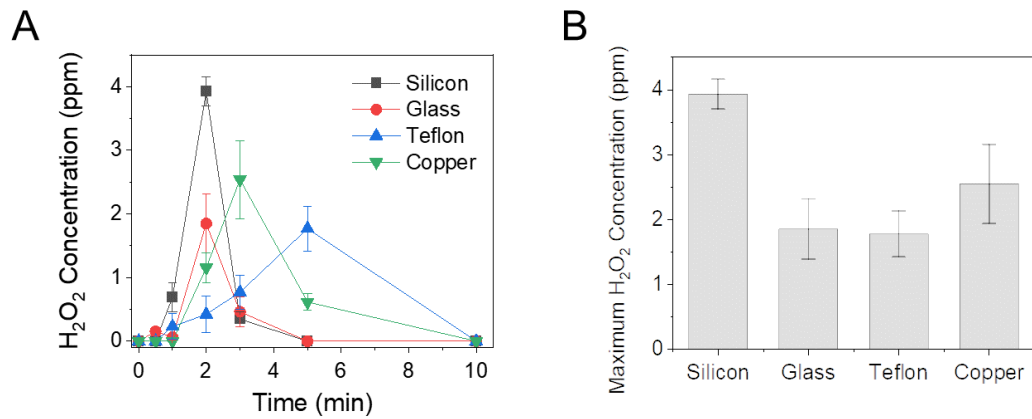 A
H₂O₂ Concentration (ppm)
4
3
2
1
0
Silicon
Glass
Teflon
Copper
0
2
4
6
8
10
Time (min)
B
Maximum H₂O₂ Concentration (ppm)
4
3
2
1
0
Silicon
Glass
Teflon
Copper